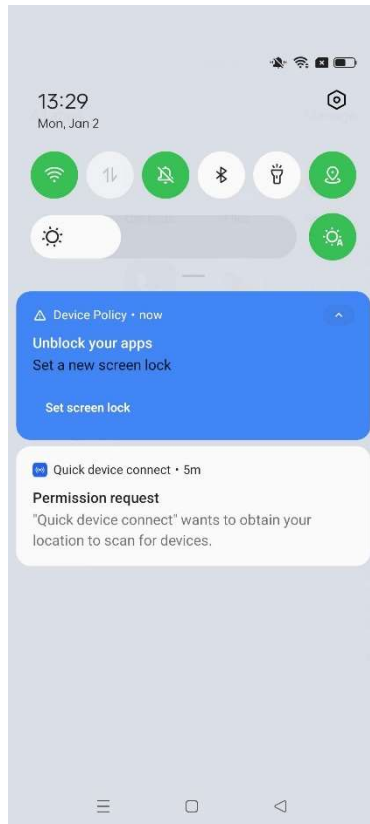 13:29
Mon, Jan 2
Device Policy • now
Unblock your apps
Set a new screen lock
Set screen lock
Quick device connect • 5m
Permission request
"Quick device connect" wants to obtain your
location to scan for devices.